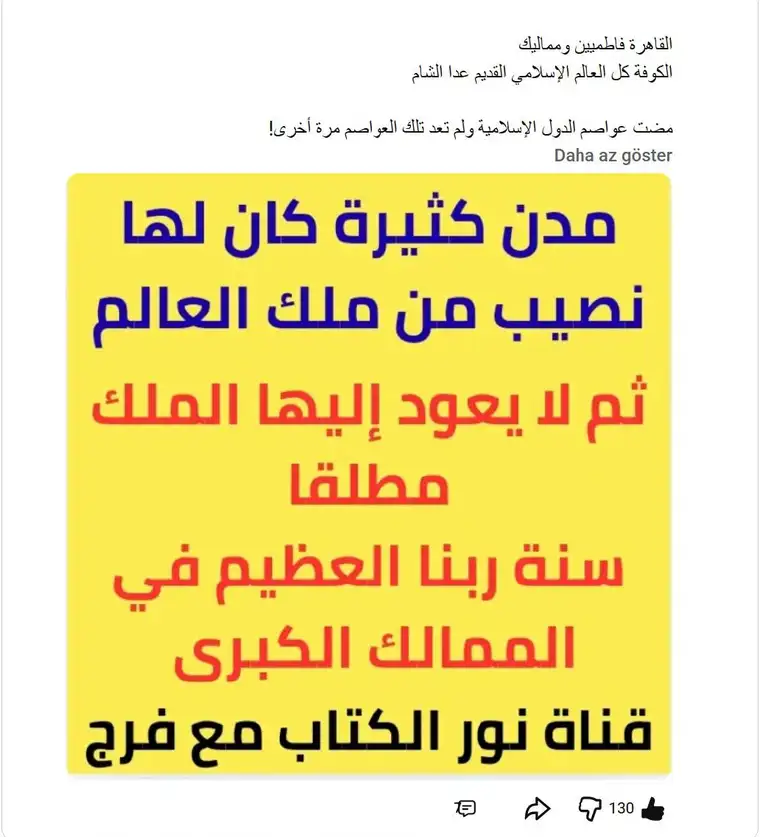 القاهرة فاطميين ومماليك
الكوفة كل العالم الإسلامي القديم عدا الشام
مضت عواصم الدول الإسلامية ولم تعد تلك العواصم مرة أخرى!
Daha az göster
مدن كثيرة كان لها
نصيب من ملك العالم
ثم لا يعود إليها الملك
مطلقا
سنة ربنا العظيم في
الممالك الكبرى
قناة نور الكتاب مع فرج
130